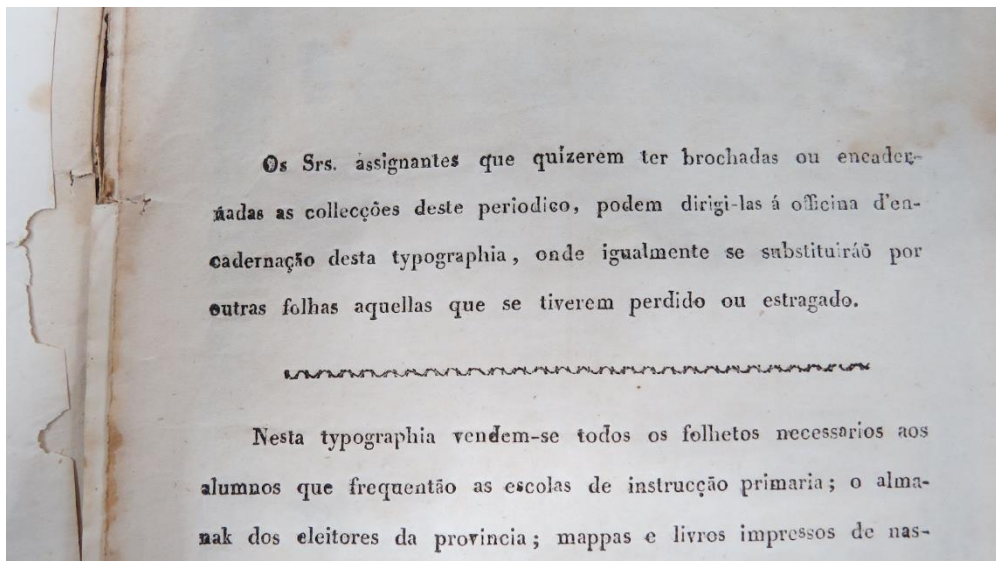 Os Srs. assignantes que quizerem ter brochadas ou encader-
nadas as collecções deste periodico, podem dirigi-las á officina d'en-
cadernação desta typographia, onde igualmente se substituiráõ por
outras folhas aquellas que se tiverem perdido ou estragado.
Nesta typographia vendem-se todos os folhetos necessarios aos
alumnos que frequentão as escolas de instrucção primaria; o alma-
nak dos eleitores da provincia; mappas e livros impressos de nas-